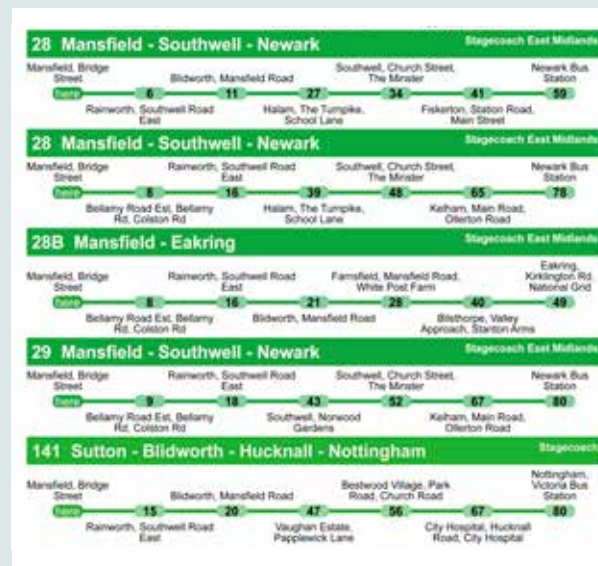 28 Mansfield - Southwell - Newark Stagecoach East Midlands
Mansfield, Bridge Street
Blidworth, Mansfield Road
Southwell, Church Street, The Minster
Newark Bus Station
here 6 11 27 34 41 59
Rainworth, Southwell Road East
Halam, The Turnpike, School Lane
Fiskerton, Station Road, Main Street
28 Mansfield - Southwell - Newark Stagecoach East Midlands
Mansfield, Bridge Street
Rainworth, Southwell Road East
Southwell, Church Street, The Minster
Newark Bus Station
here 8 16 39 48 65 78
Bellamy Road Est, Bellamy Rd, Colston Rd
Halam, The Turnpike, School Lane
Kelham, Main Road, Ollerton Road
28B Mansfield - Eakring Stagecoach East Midlands
Mansfield, Bridge Street
Rainworth, Southwell Road East
Farnsfield, Mansfield Road, White Post Farm
Eakring, Kirklington Rd, National Grid
here 8 16 21 28 40 49
Bellamy Road Est, Bellamy Rd, Colston Rd
Blidworth, Mansfield Road
Bilsthorpe, Valley Approach, Stanton Arms
29 Mansfield - Southwell - Newark Stagecoach East Midlands
Mansfield, Bridge Street
Rainworth, Southwell Road East
Southwell, Church Street, The Minster
Newark Bus Station
here 9 18 43 52 67 80
Bellamy Road Est, Bellamy Rd, Colston Rd
Southwell, Norwood Gardens
Kelham, Main Road, Ollerton Road
141 Sutton - Blidworth - Hucknall - Nottingham Stagecoach
Mansfield, Bridge Street
Blidworth, Mansfield Road
Bestwood Village, Park Road, Church Road
Nottingham, Victoria Bus Station
here 15 20 47 56 67 80
Rainworth, Southwell Road East
Vaughan Estate, Papplewick Lane
City Hospital, Hucknall Road, City Hospital